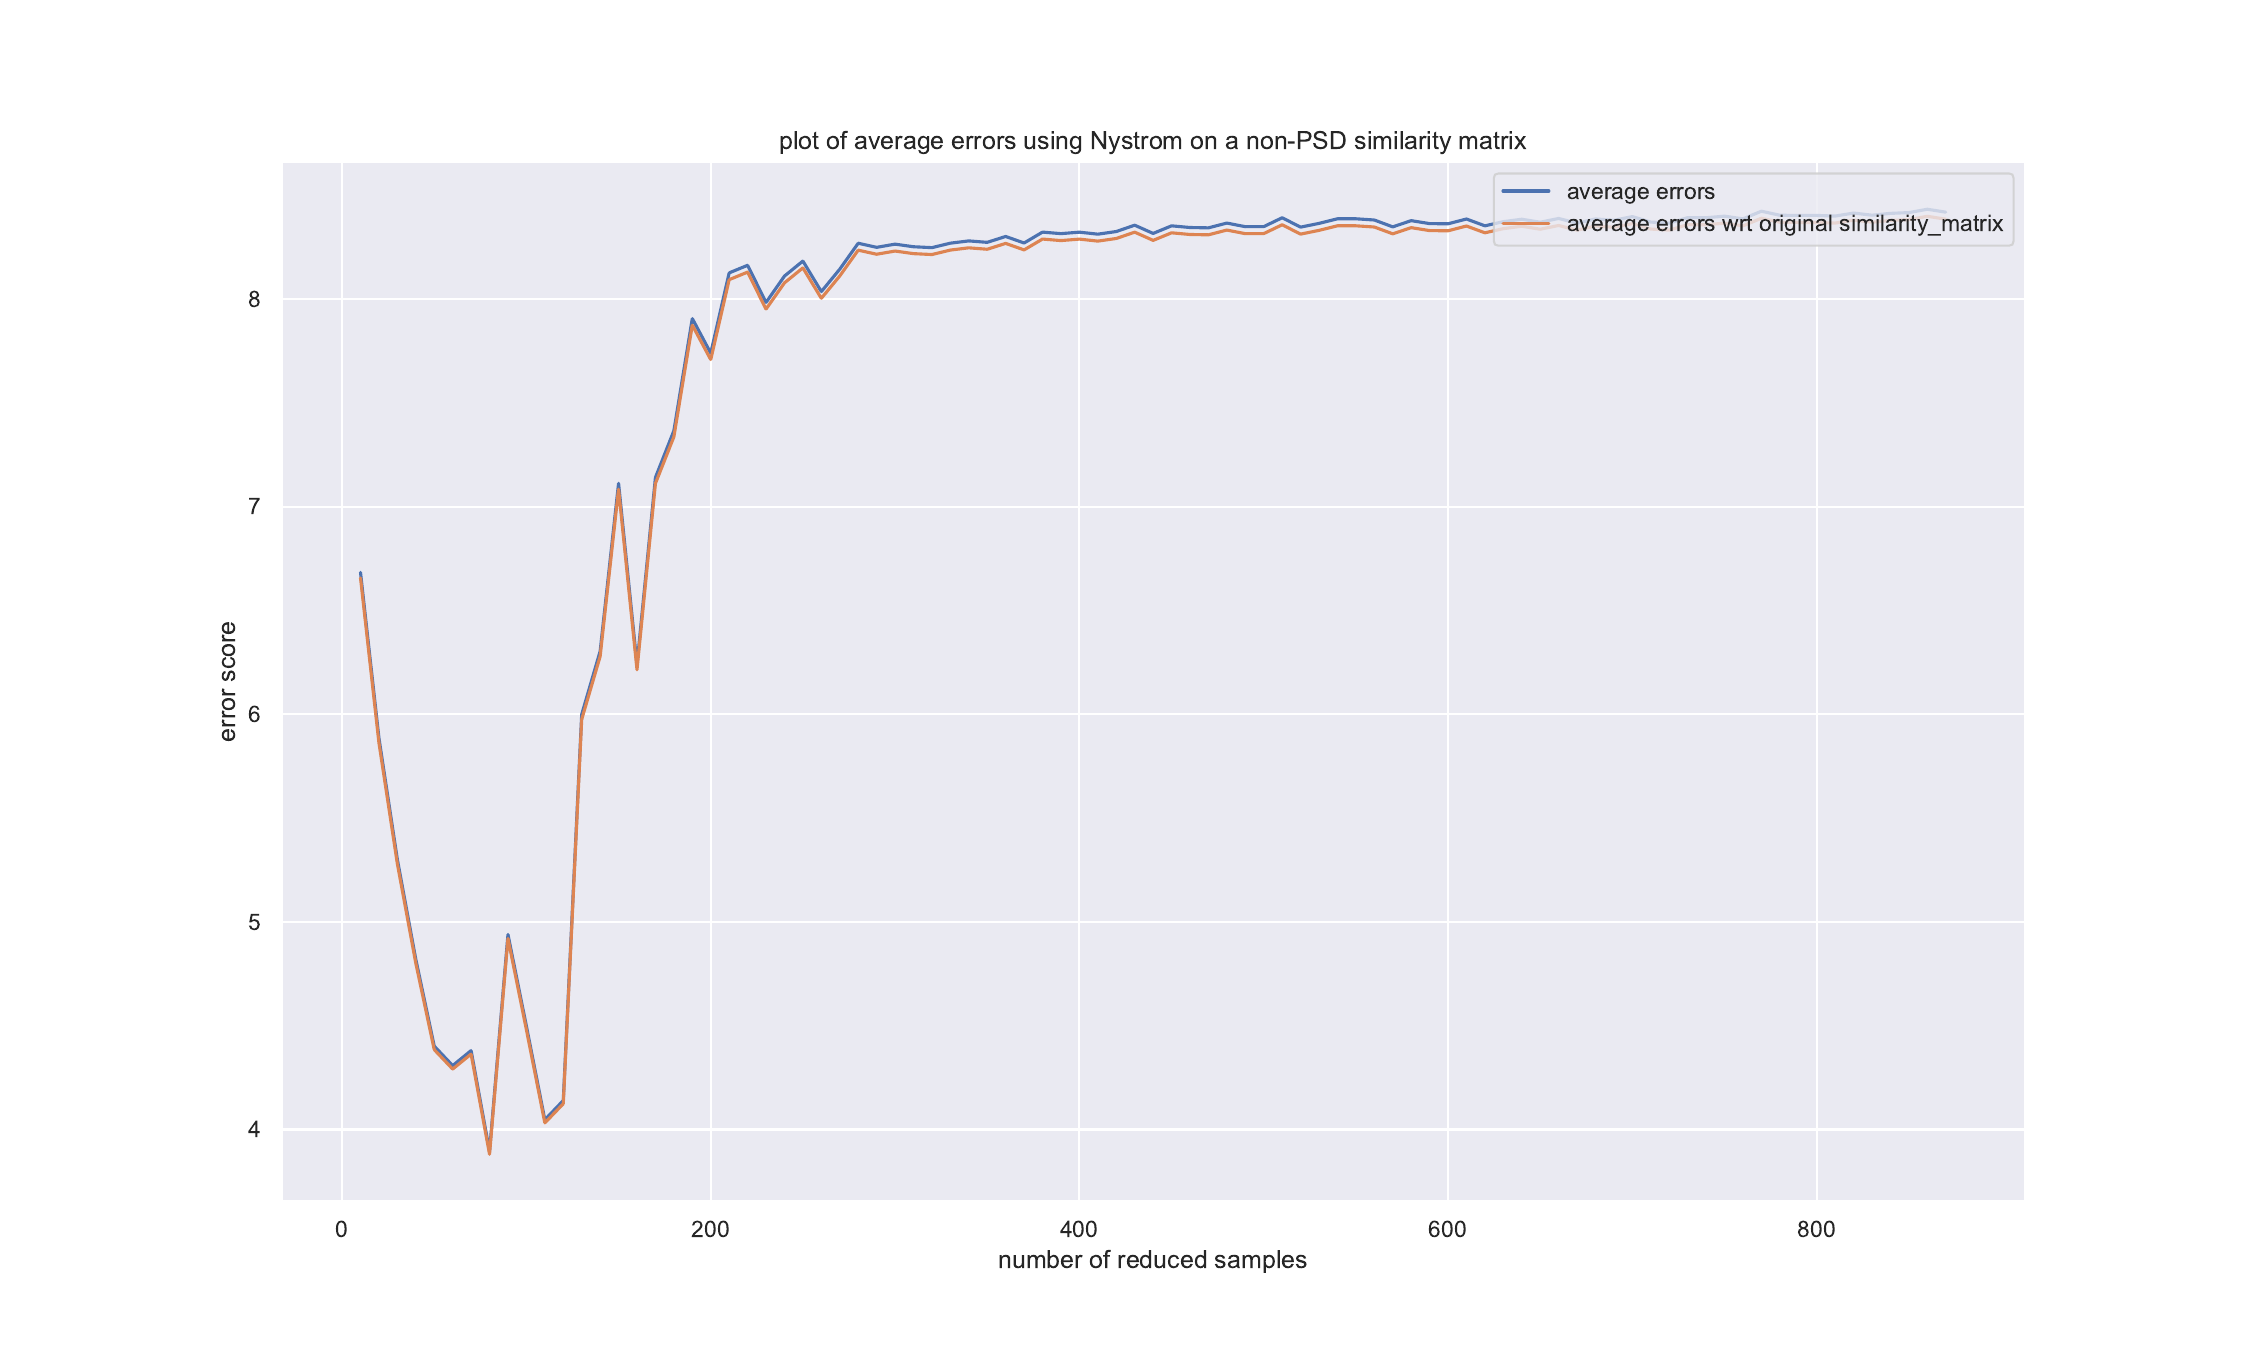 plot of average errors using Nystrom on a non-PSD similarity matrix
average errors
average errors wrt original similarity_matrix
8
7
6
5
4
error score
0 200 400 600 800
number of reduced samples